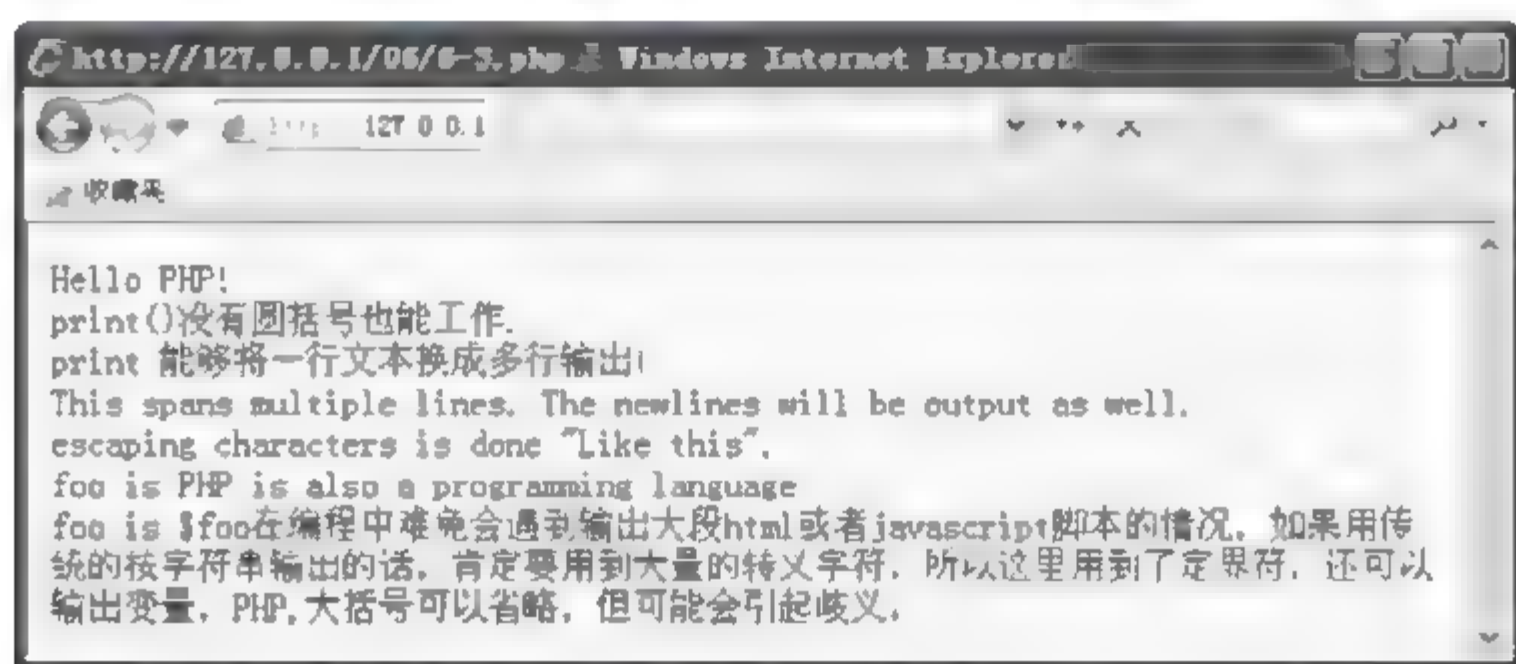 http://127.0.0.1/06/6-3.php - Windows Internet Explorer
127.0.0.1
收藏夹
Hello PHP!
print()没有圆括号也能工作.
print 能够将一行文本换成多行输出!
This spans multiple lines. The newlines will be output as well.
escaping characters is done "Like this".
foo is PHP is also a programming language
foo is $foo在编程中难免会遇到输出大段html或者javascript脚本的情况，如果用传
统的按字符串输出的话，肯定要用到大量的转义字符，所以这里用到了定界符，还可以
输出变量，PHP,大括号可以省略，但可能会引起歧义。